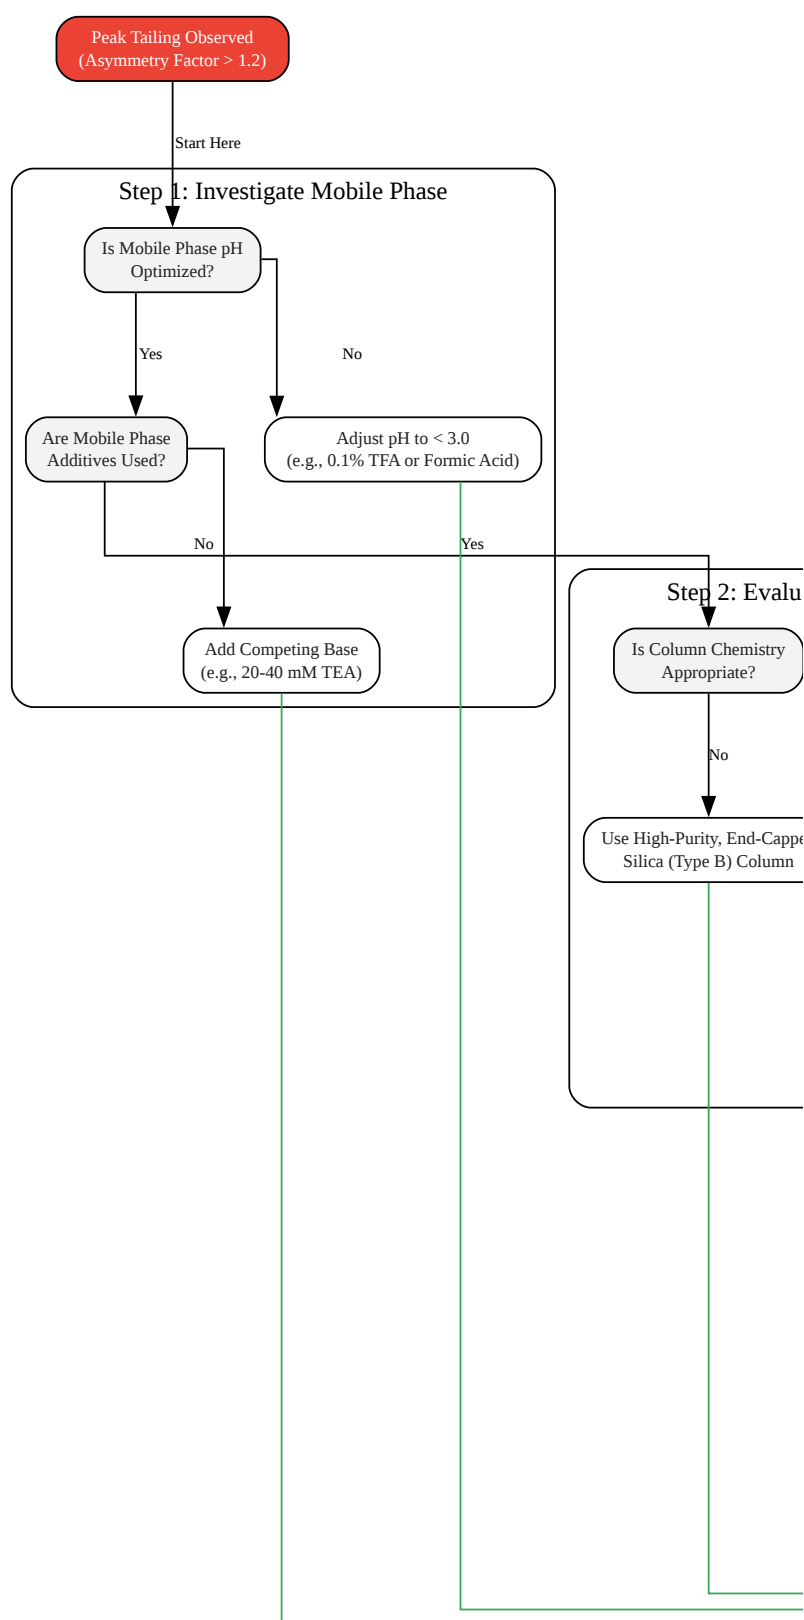 Peak Tailing Observed
(Asymmetry Factor > 1.2)
Start Here
Step 1: Investigate Mobile Phase
Is Mobile Phase pH
Optimized?
Yes
No
Are Mobile Phase
Additives Used?
Adjust pH to < 3.0
(e.g., 0.1% TFA or Formic Acid)
No
Yes
Step 2: Evalu
Add Competing Base
(e.g., 20-40 mM TEA)
Is Column Chemistry
Appropriate?
No
Use High-Purity, End-Cappe
Silica (Type B) Column